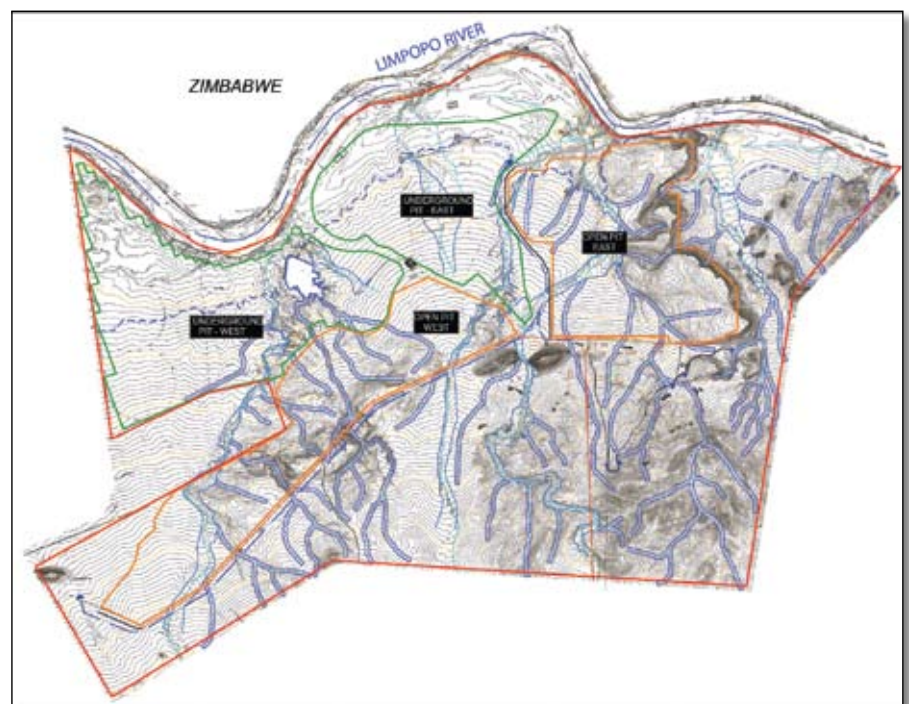 LIMPOPO RIVER
ZIMBABWE
UNDERGROUND
PIT - EAST
OPEN PIT
EAST
UNDERGROUND
PIT - WEST
OPEN PIT
WEST